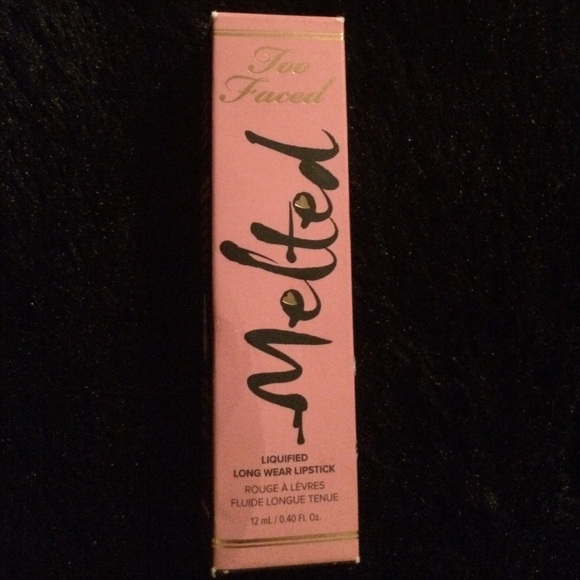 Too
Faced
Melted
LIQUIFIED
LONG WEAR LIPSTICK
ROUGE À LÈVRES
FLUIDE LONGUE TENUE
12 mL / 0.40 Fl. Oz.